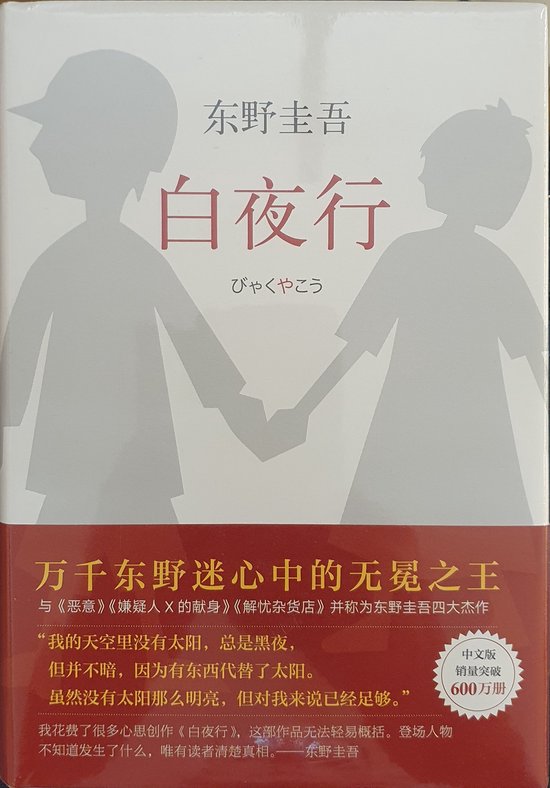 东野圭吾
白夜行
びゃくやこう
万千东野迷心中的无冕之王
与《恶意》《嫌疑人X的献身》《解忧杂货店》并称为东野圭吾四大杰作
“我的天空里没有太阳，总是黑夜，
但并不暗，因为有东西代替了太阳。
虽然没有太阳那么明亮，但对我来说已经足够。”
中文版
销量突破
600万册
我花费了很多心思创作《白夜行》，这部作品无法轻易概括。登场人物
不知道发生了什么，唯有读者清楚真相。——东野圭吾